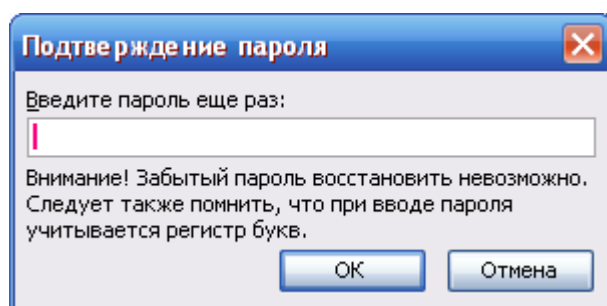 Подтверждение пароля
Введите пароль еще раз:
Внимание! Забытый пароль восстановить невозможно.
Следует также помнить, что при вводе пароля
учитывается регистр букв.
ОК Отмена